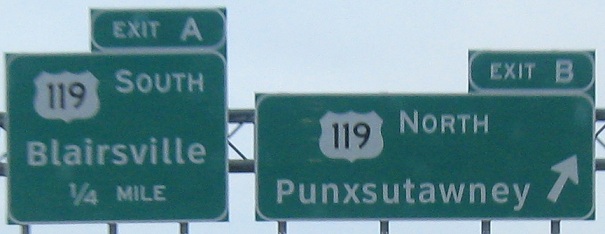 EXIT A
119 SOUTH
Blairsville
¼ MILE
EXIT B
119 NORTH
Punxsutawney